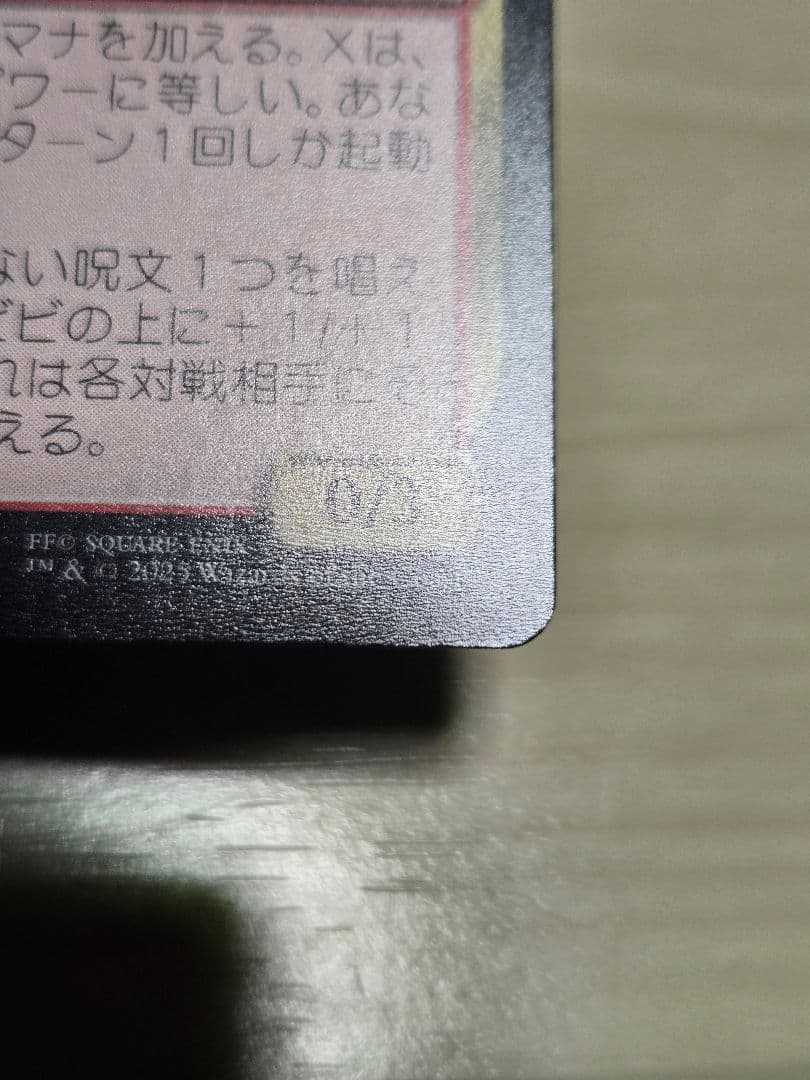 マナを加える。Xは、
パワーに等しい。あな
ターン1回しか起動
ない呪文1つを唱え
ビビの上に+1/+1
れは各対戦相手にそ
える。
0/3
FF© SQUARE ENIX
™ & © 2025 Wizards